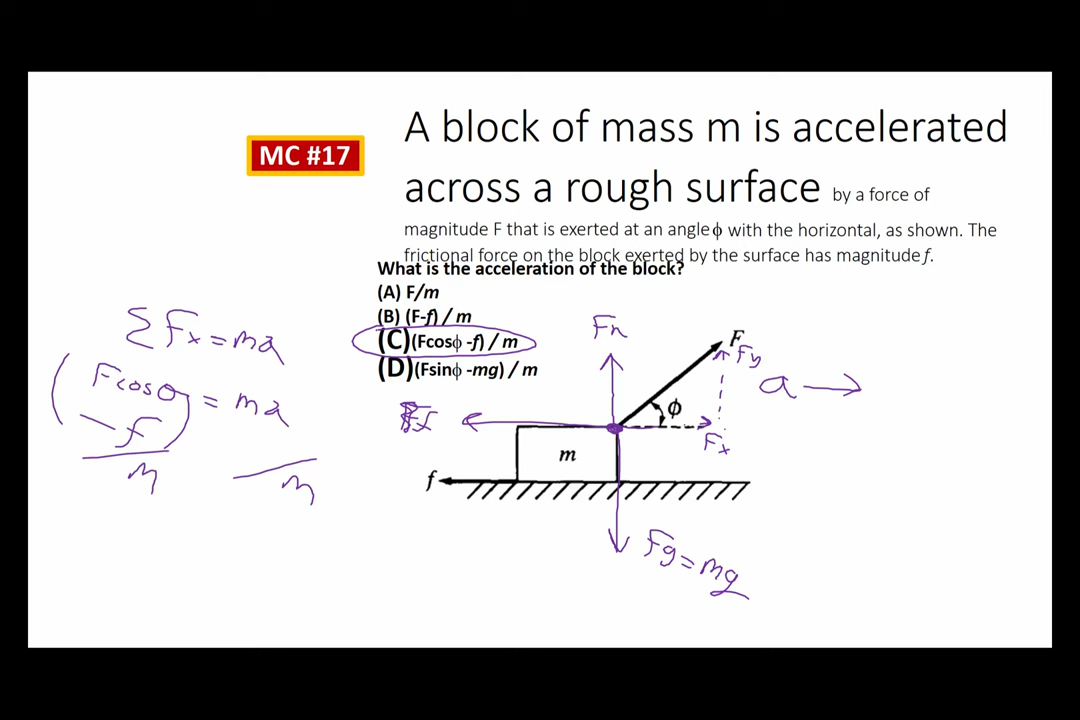 MC #17
A block of mass m is accelerated
across a rough surface by a force of
magnitude F that is exerted at an angle ϕ with the horizontal, as shown. The
frictional force on the block exerted by the surface has magnitude f.
What is the acceleration of the block?
(A) F/m
(B) (F-f) / m
(C)(Fcosϕ -f) / m
(D)(Fsinϕ -mg) / m
ΣFx=ma
(Fcosθ
-f) = ma
m m
Fn
F
Fy
a
ϕ
Fx
m
f
Fg=mg